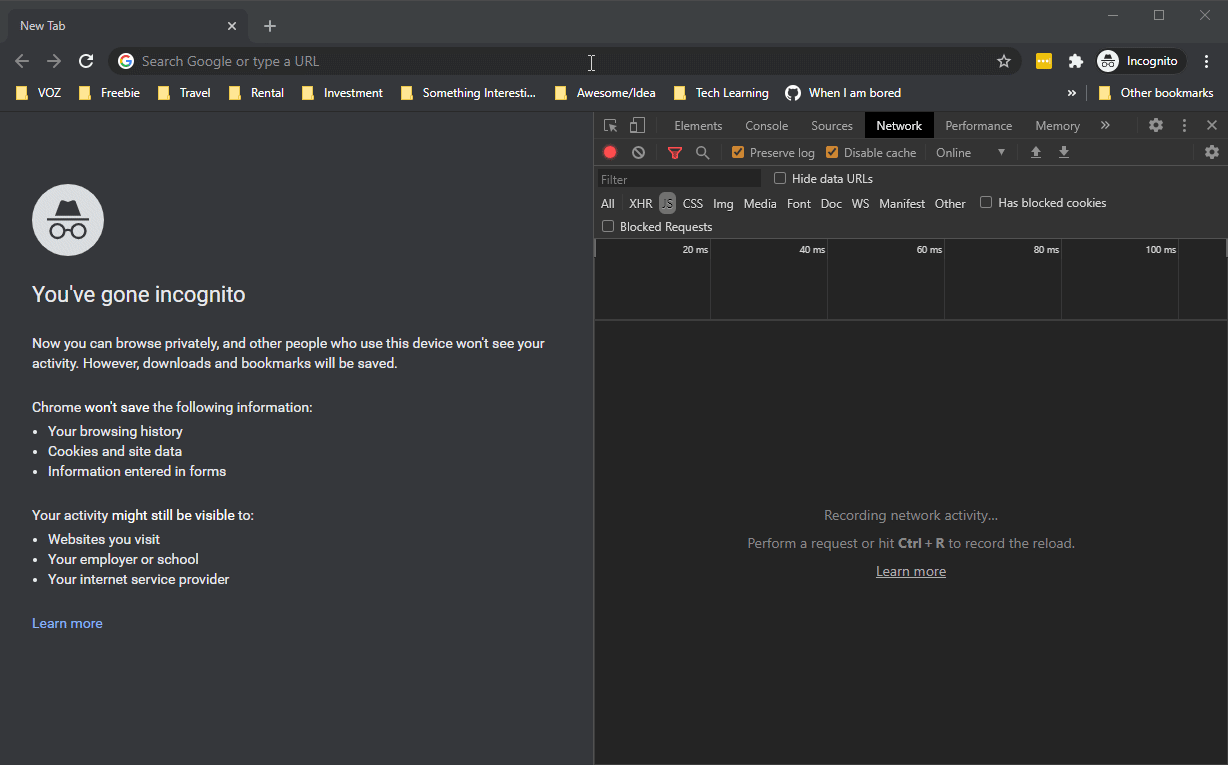 New Tab
Search Google or type a URL
Incognito
VOZ Freebie Travel Rental Investment Something Interesti... Awesome/Idea Tech Learning When I am bored » Other bookmarks
You've gone incognito
Now you can browse privately, and other people who use this device won't see your
activity. However, downloads and bookmarks will be saved.
Chrome won't save the following information:
• Your browsing history
• Cookies and site data
• Information entered in forms
Your activity might still be visible to:
• Websites you visit
• Your employer or school
• Your internet service provider
Learn more
Elements Console Sources Network Performance Memory »
Preserve log Disable cache Online
Filter Hide data URLs
All XHR JS CSS Img Media Font Doc WS Manifest Other Has blocked cookies
Blocked Requests
20 ms 40 ms 60 ms 80 ms 100 ms
Recording network activity...
Perform a request or hit Ctrl + R to record the reload.
Learn more